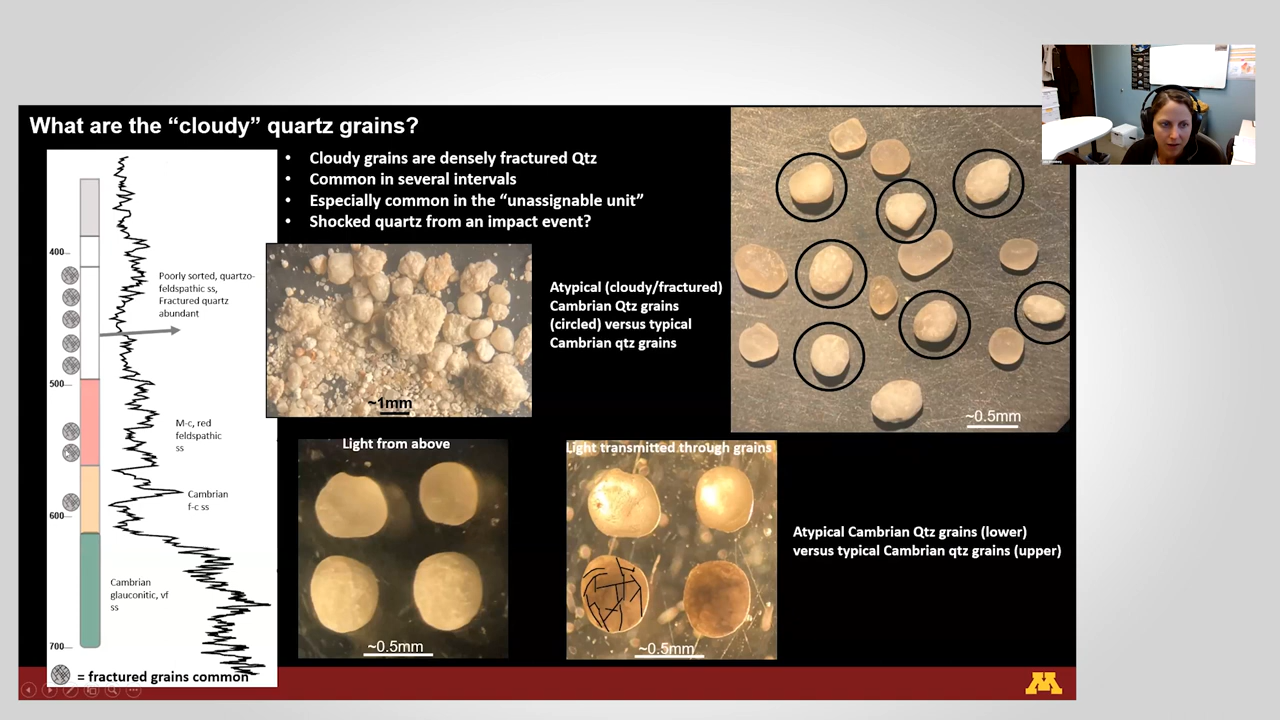 What are the “cloudy” quartz grains?
• Cloudy grains are densely fractured Qtz
• Common in several intervals
• Especially common in the “unassignable unit”
• Shocked quartz from an impact event?
400
500
600
700
Poorly sorted, quartzo-
feldspathic ss,
Fractured quartz
abundant
M-c, red
feldspathic
ss
Cambrian
f-c ss
Cambrian
glauconitic, vf
ss
= fractured grains common
~1mm
Atypical (cloudy/fractured)
Cambrian Qtz grains
(circled) versus typical
Cambrian qtz grains
~0.5mm
Light from above
~0.5mm
Light transmitted through grains
~0.5mm
Atypical Cambrian Qtz grains (lower)
versus typical Cambrian qtz grains (upper)
M